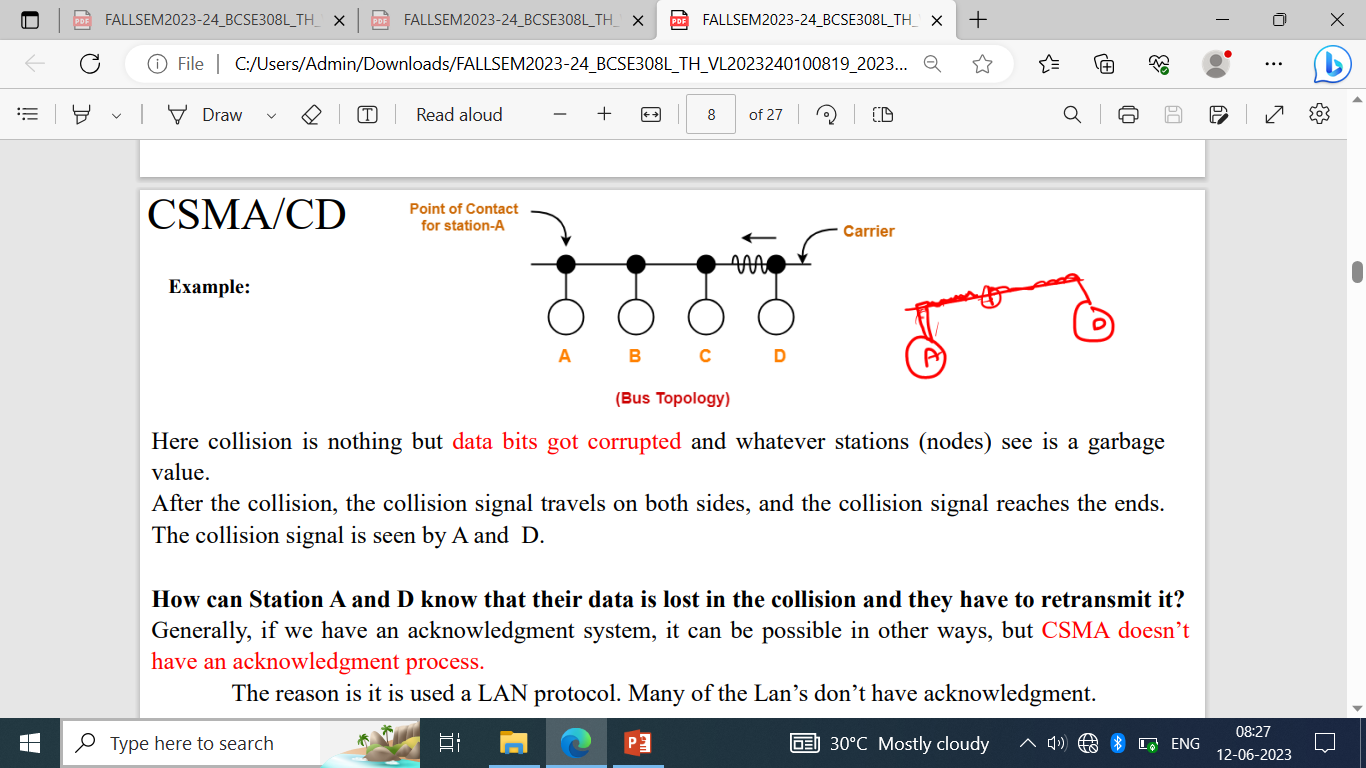 FALLSEM2023-24_BCSE308L_TH_
FALLSEM2023-24_BCSE308L_TH_
FALLSEM2023-24_BCSE308L_TH_
File
C:/Users/Admin/Downloads/FALLSEM2023-24_BCSE308L_TH_VL2023240100819_2023...
Draw
Read aloud
8 of 27
CSMA/CD
Point of Contact
for station-A
Carrier
Example:
A B C D
A
D
(Bus Topology)
Here collision is nothing but data bits got corrupted and whatever stations (nodes) see is a garbage
value.
After the collision, the collision signal travels on both sides, and the collision signal reaches the ends.
The collision signal is seen by A and D.
How can Station A and D know that their data is lost in the collision and they have to retransmit it?
Generally, if we have an acknowledgment system, it can be possible in other ways, but CSMA doesn't
have an acknowledgment process.
The reason is it is used a LAN protocol. Many of the Lan's don't have acknowledgment.
Type here to search
30°C Mostly cloudy
ENG
08:27
12-06-2023